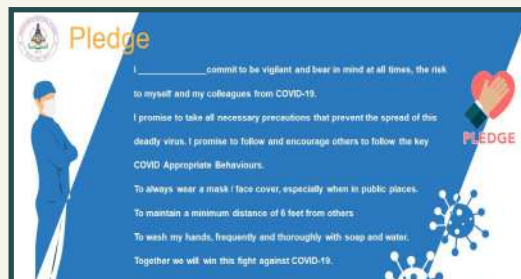 Pledge
I ______________ commit to be vigilant and bear in mind at all times, the risk
to myself and my colleagues from COVID-19.
I promise to take all necessary precautions that prevent the spread of this
deadly virus. I promise to follow and encourage others to follow the key
COVID Appropriate Behaviours.
To always wear a mask / face cover, especially when in public places.
To maintain a minimum distance of 6 feet from others
To wash my hands, frequently and thoroughly with soap and water.
Together we will win this fight against COVID-19.
PLEDGE